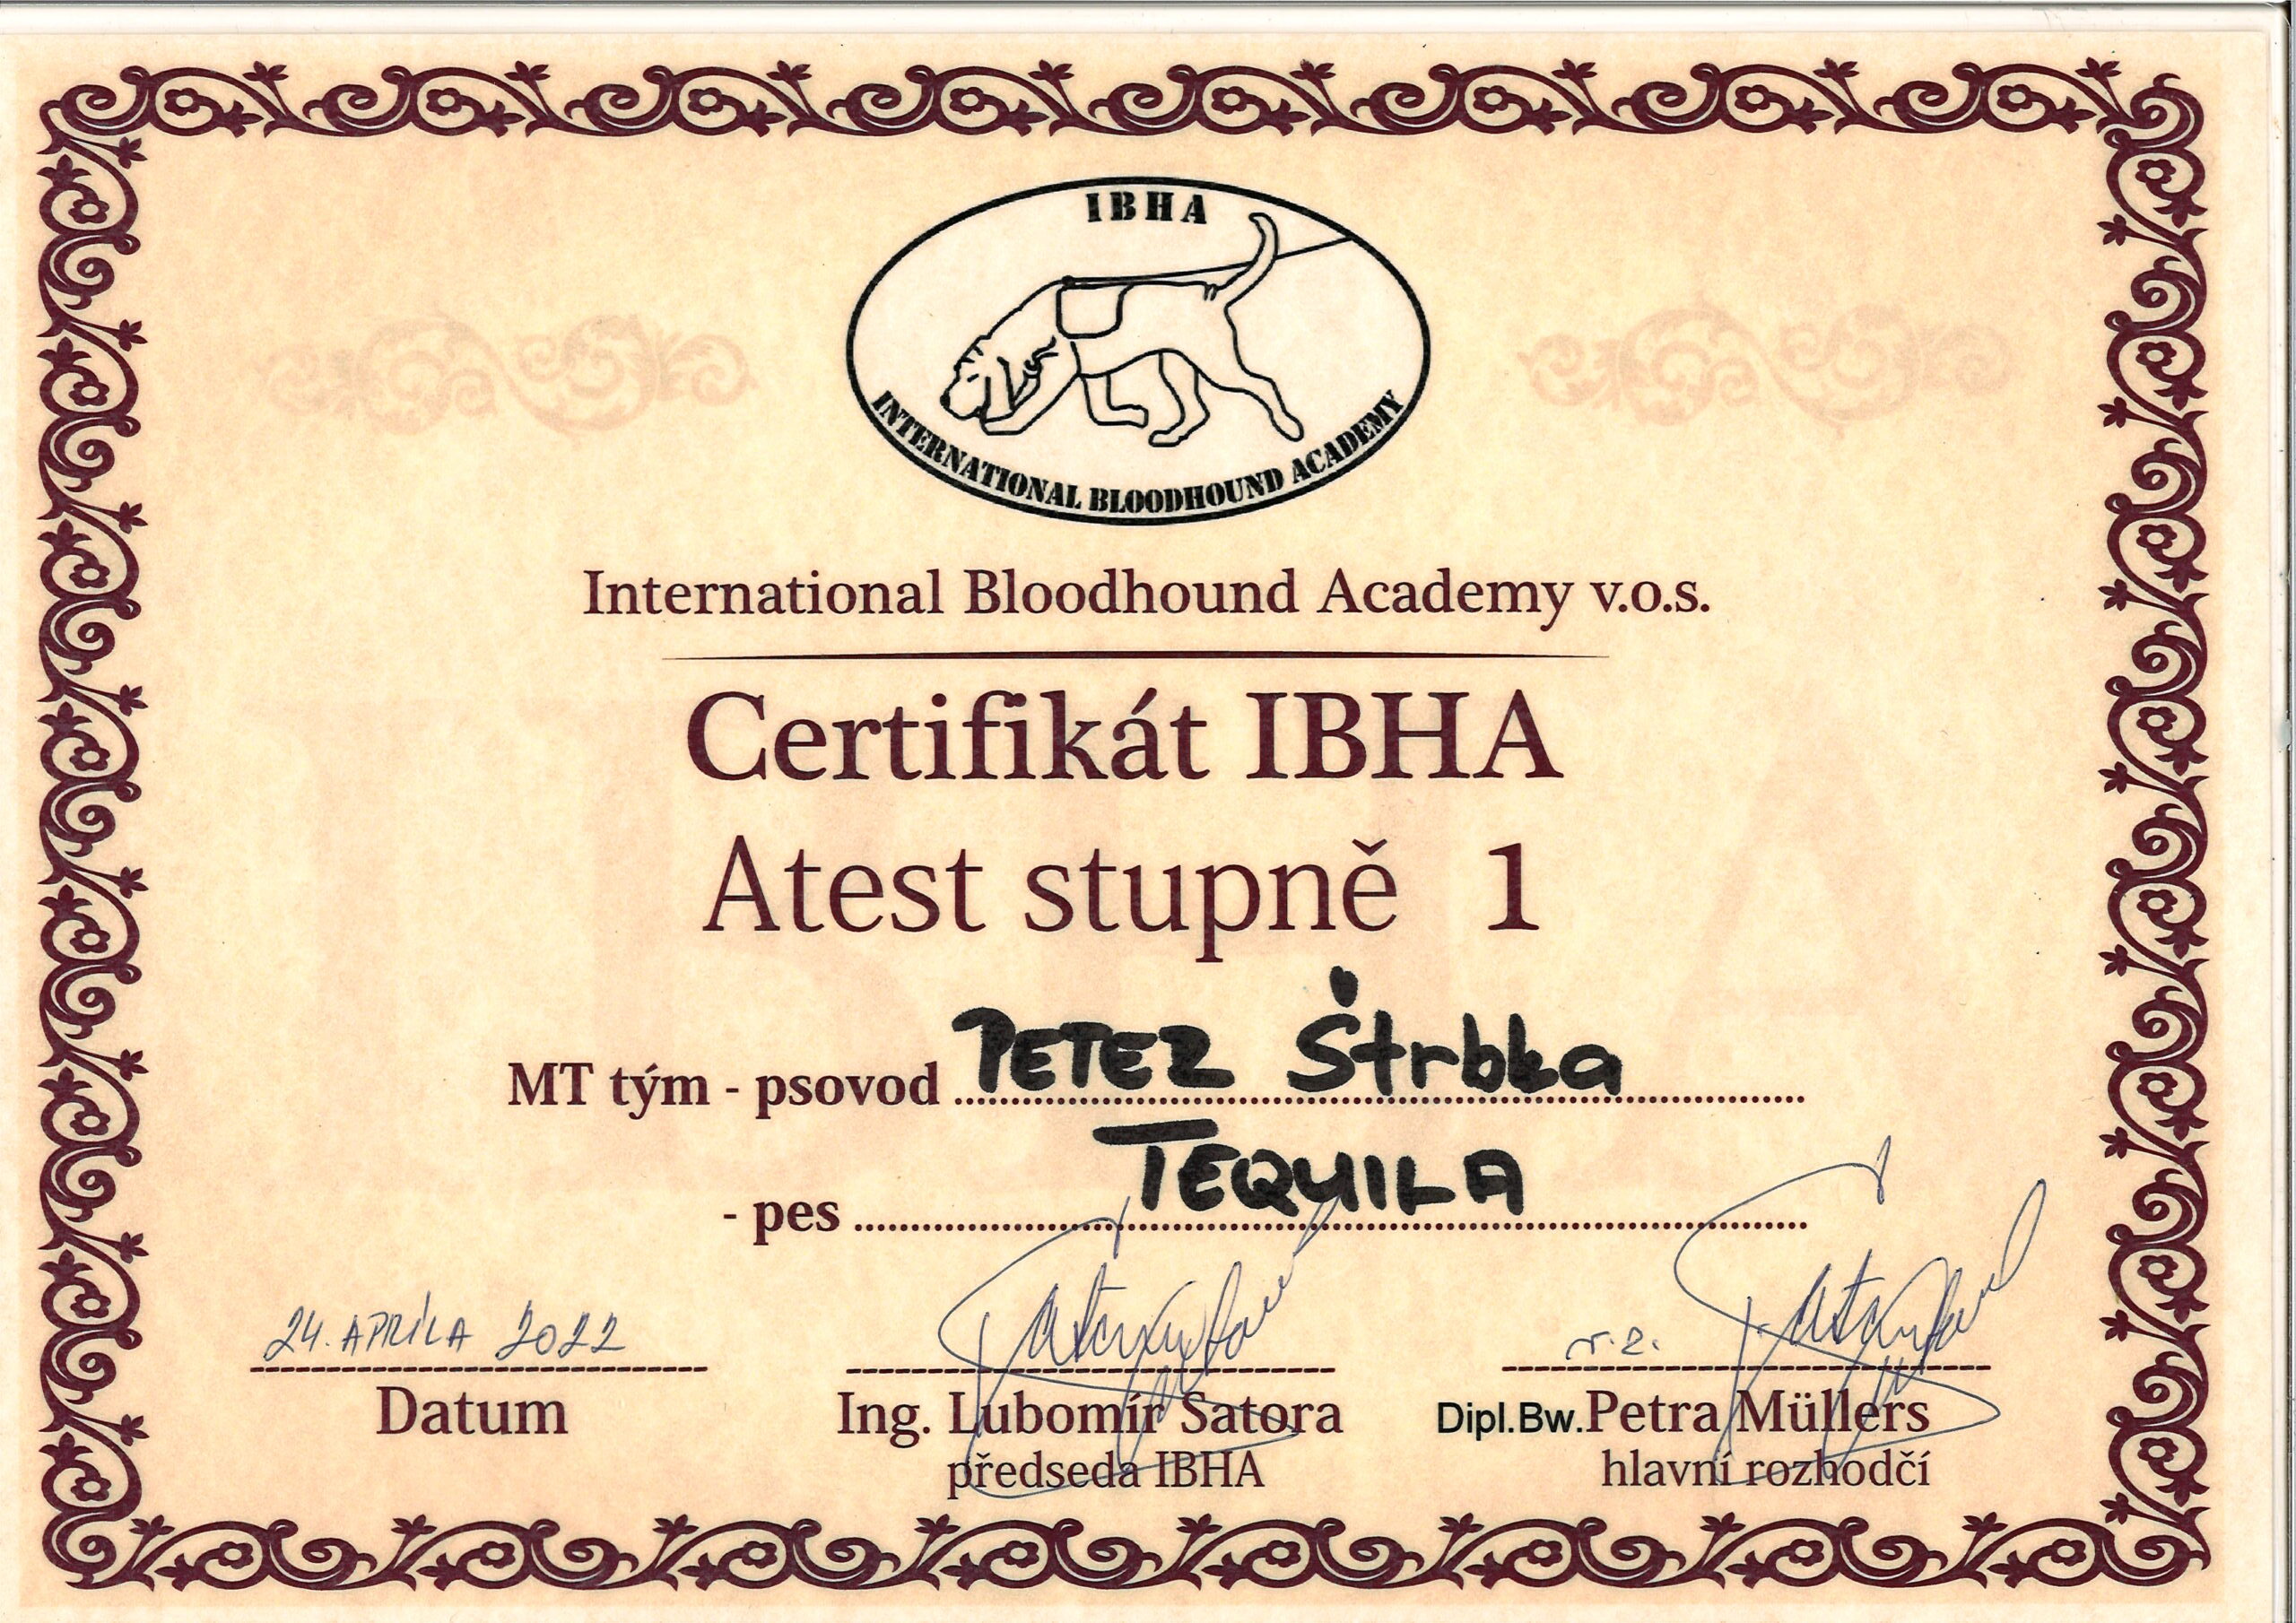 IBHA
INTERNATIONAL BLOODHOUND ACADEMY
International Bloodhound Academy v.o.s.
Certifikát IBHA
Atest stupně 1
MT tým - psovod PETER Štrbka
- pes TEQUILA
24. APRÍLA 2022
Datum
Ing. Lubomír Satora
předseda IBHA
Dipl.Bw.Petra Müllers
hlavní rozhodčí